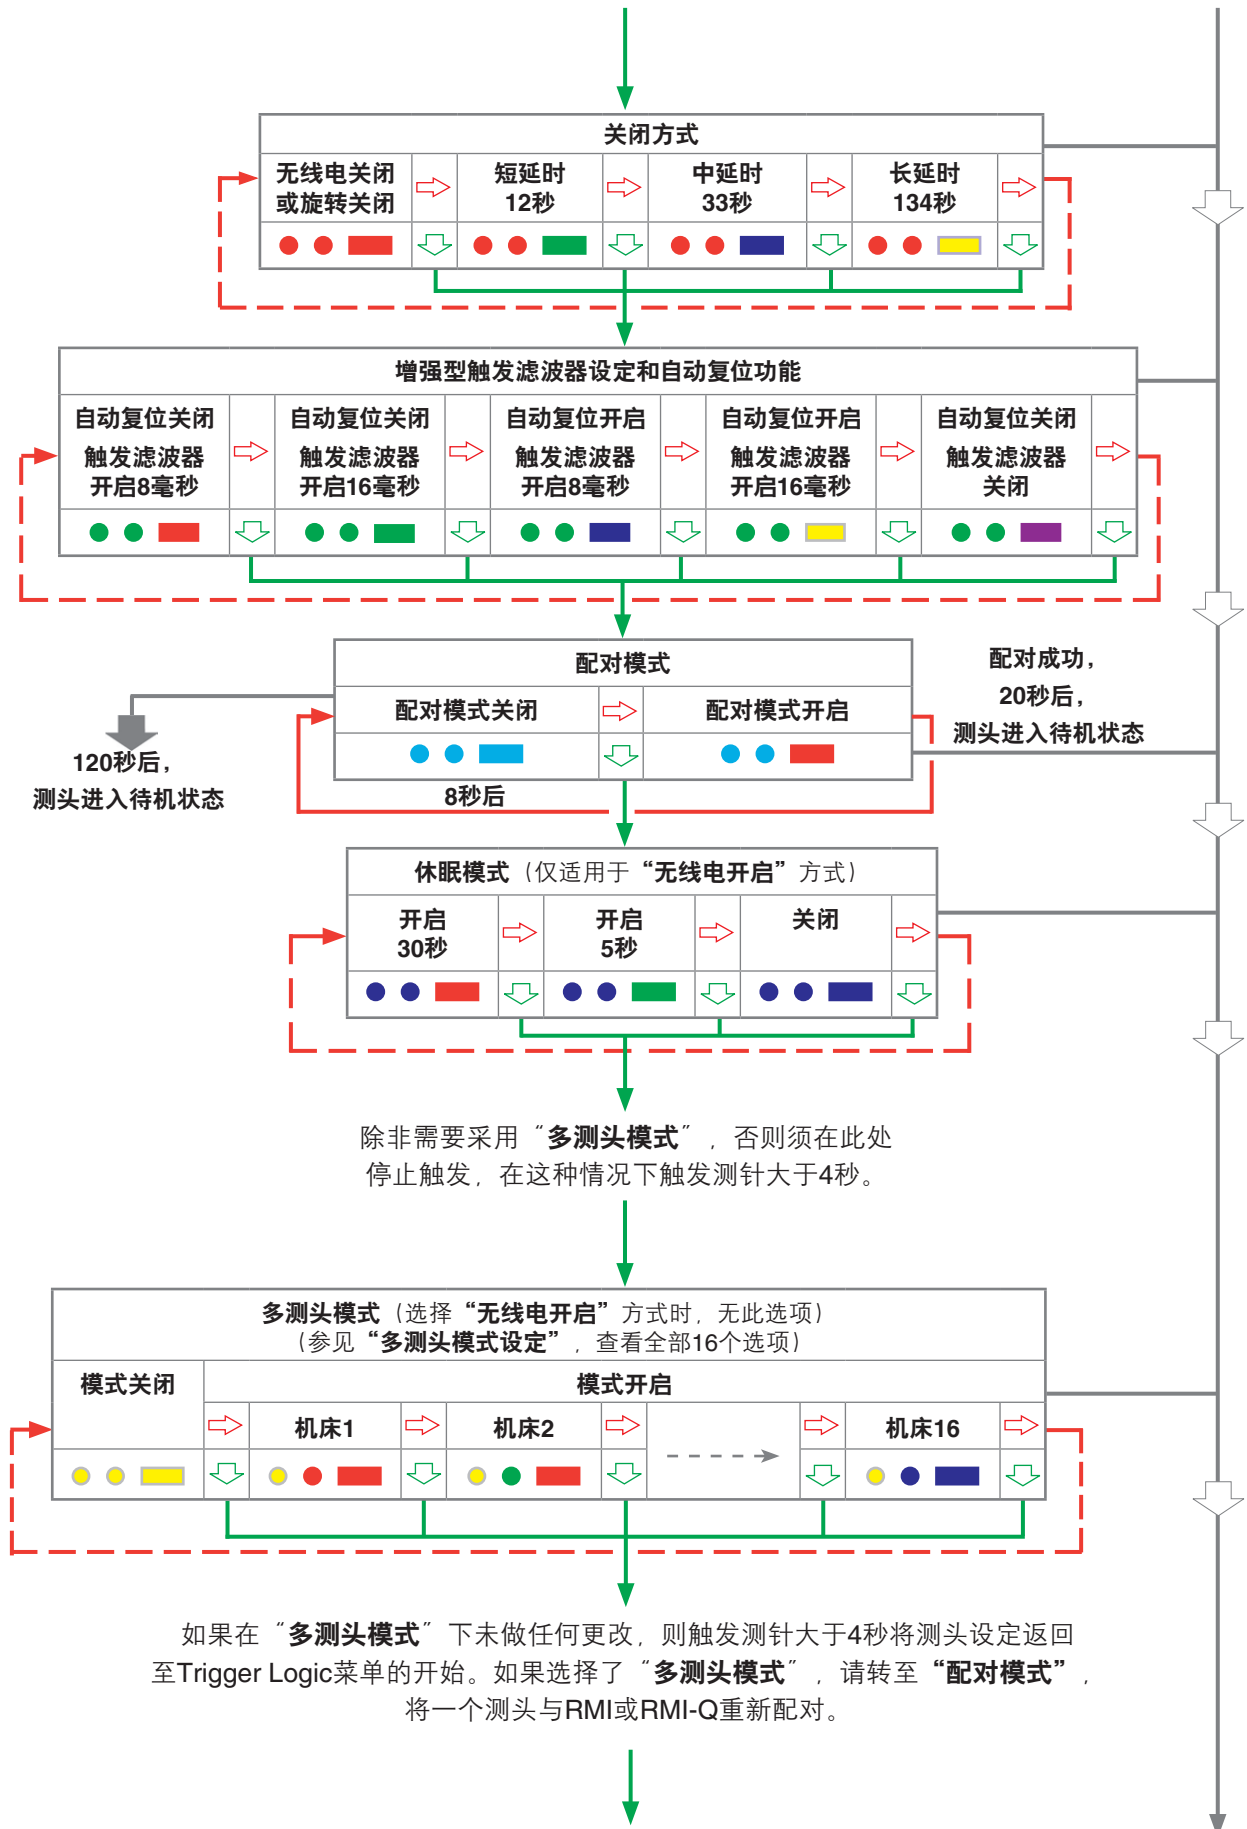 关闭方式
无线电关闭
或旋转关闭
短延时
12秒
中延时
33秒
长延时
134秒
增强型触发滤波器设定和自动复位功能
自动复位关闭
触发滤波器
开启8毫秒
自动复位关闭
触发滤波器
开启16毫秒
自动复位开启
触发滤波器
开启8毫秒
自动复位开启
触发滤波器
开启16毫秒
自动复位关闭
触发滤波器
关闭
配对模式
配对模式关闭
配对模式开启
配对成功，
20秒后，
测头进入待机状态
120秒后，
测头进入待机状态
8秒后
休眠模式（仅适用于“无线电开启”方式）
开启
30秒
开启
5秒
关闭
除非需要采用“多测头模式”，否则须在此处
停止触发，在这种情况下触发测针大于4秒。
多测头模式（选择“无线电开启”方式时，无此选项）
（参见“多测头模式设定”，查看全部16个选项）
模式关闭
模式开启
机床1
机床2
机床16
如果在“多测头模式”下未做任何更改，则触发测针大于4秒将测头设定返回
至Trigger Logic菜单的开始。如果选择了“多测头模式”，请转至“配对模式”，
将一个测头与RMI或RMI-Q重新配对。